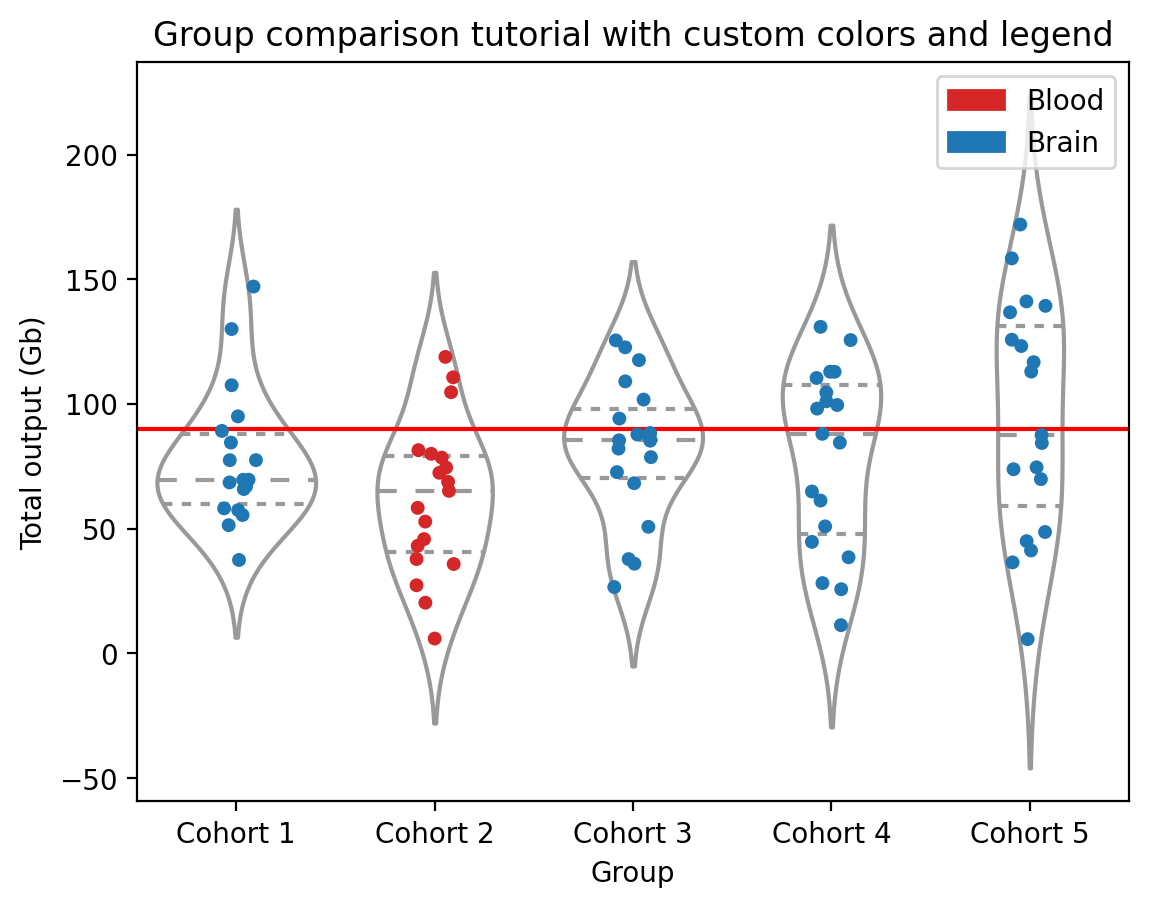 Group comparison tutorial with custom colors and legend
Blood
Brain
200
150
100
50
0
−50
Total output (Gb)
Cohort 1 Cohort 2 Cohort 3 Cohort 4 Cohort 5
Group